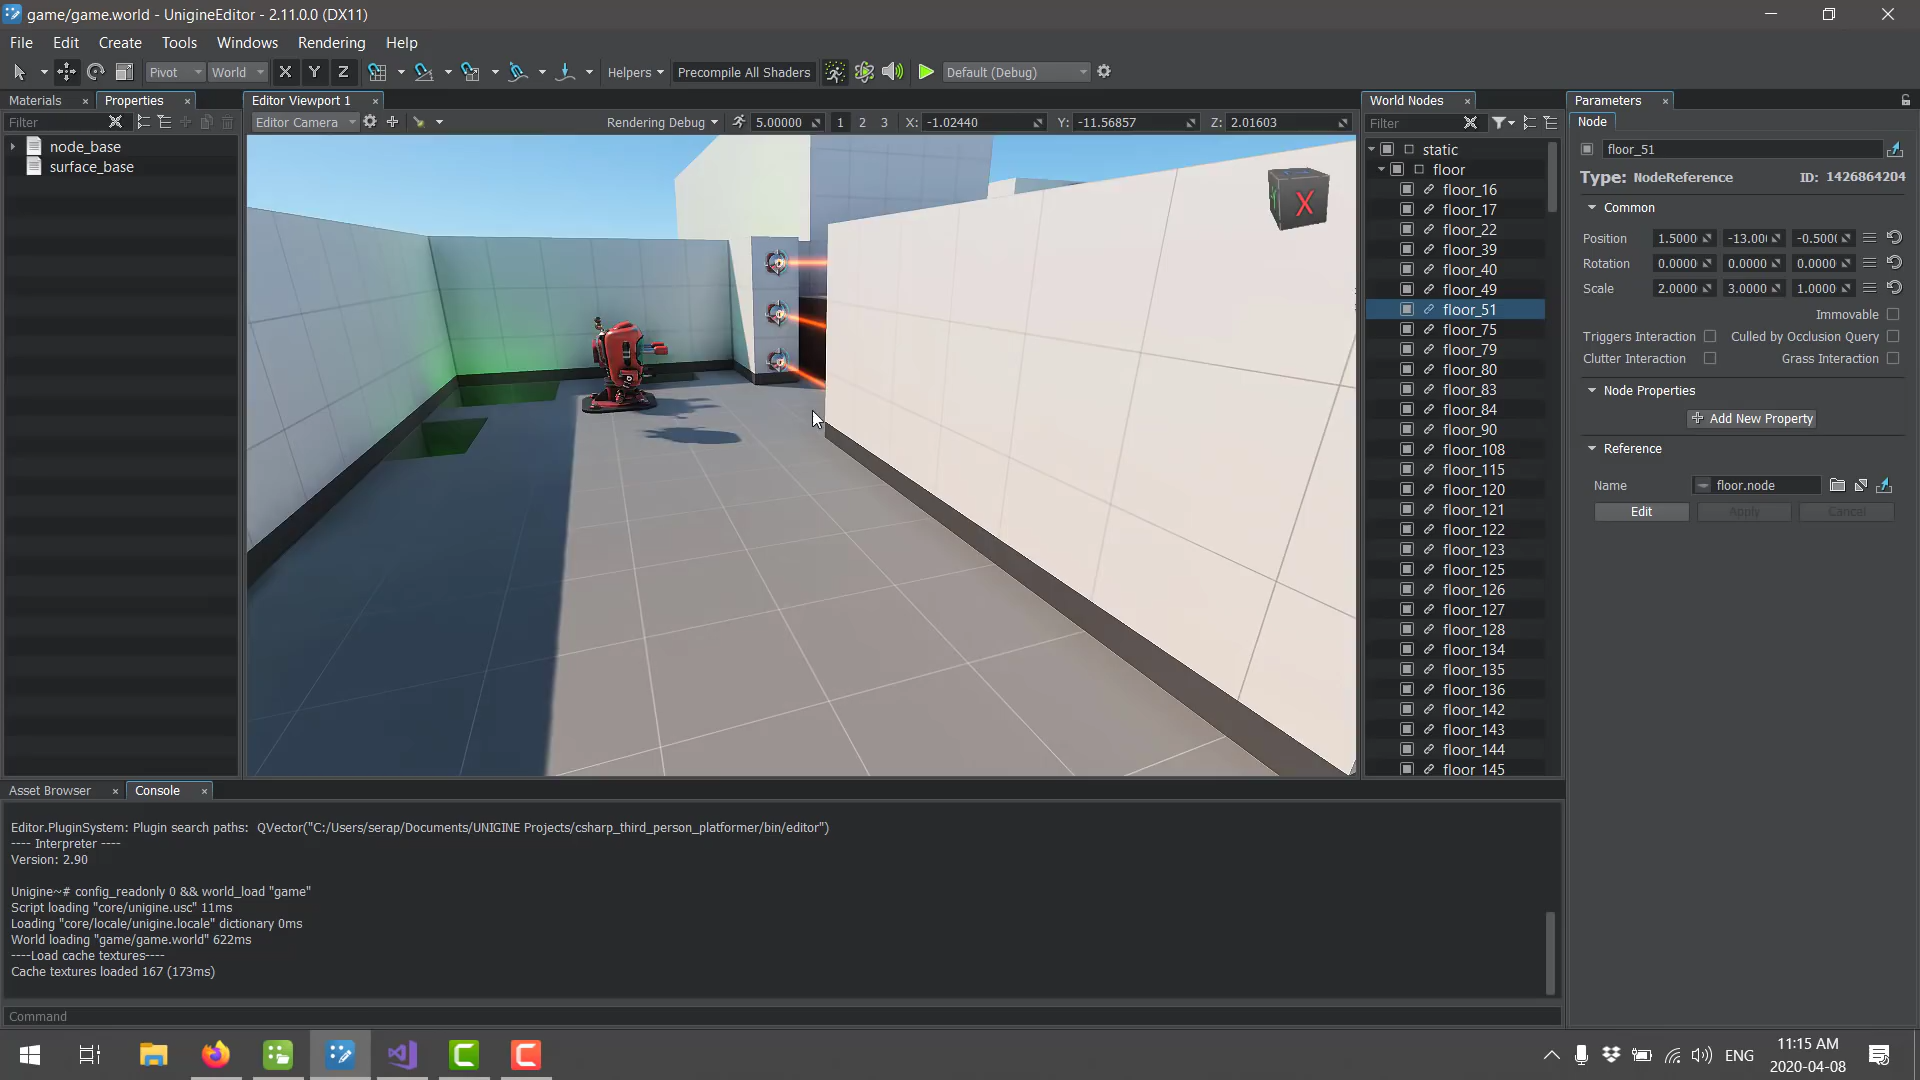 game/game.world - UnigineEditor - 2.11.0.0 (DX11)
File Edit Create Tools Windows Rendering Help
Pivot World X Y Z Helpers Precompile All Shaders Default (Debug)
Materials Properties Editor Viewport 1 World Nodes Parameters
Filter Editor Camera Rendering Debug 5.00000 1 2 3 X: -1.02440 Y: -11.56857 Z: 2.01603 Filter Node
node_base
surface_base
X
static
floor
floor_16
floor_17
floor_22
floor_39
floor_40
floor_49
floor_51
floor_75
floor_79
floor_80
floor_83
floor_84
floor_90
floor_108
floor_115
floor_120
floor_121
floor_122
floor_123
floor_125
floor_126
floor_127
floor_128
floor_134
floor_135
floor_136
floor_142
floor_143
floor_144
floor_145
floor_51
Type: NodeReference ID: 1426864204
Common
Position 1.5000 -13.00 -0.500
Rotation 0.0000 0.0000 0.0000
Scale 2.0000 3.0000 1.0000
Immovable
Triggers Interaction Culled by Occlusion Query
Clutter Interaction Grass Interaction
Node Properties
Add New Property
Reference
Name floor.node
Edit Apply Cancel
Asset Browser Console
Editor.PluginSystem: Plugin search paths: QVector("C:/Users/serap/Documents/UNIGINE Projects/csharp_third_person_platformer/bin/editor")
---- Interpreter ----
Version: 2.90
Unigine~# config_readonly 0 && world_load "game"
Script loading "core/unigine.usc" 11ms
Loading "core/locale/unigine.locale" dictionary 0ms
World loading "game/game.world" 622ms
----Load cache textures----
Cache textures loaded 167 (173ms)
Command
ENG
11:15 AM
2020-04-08